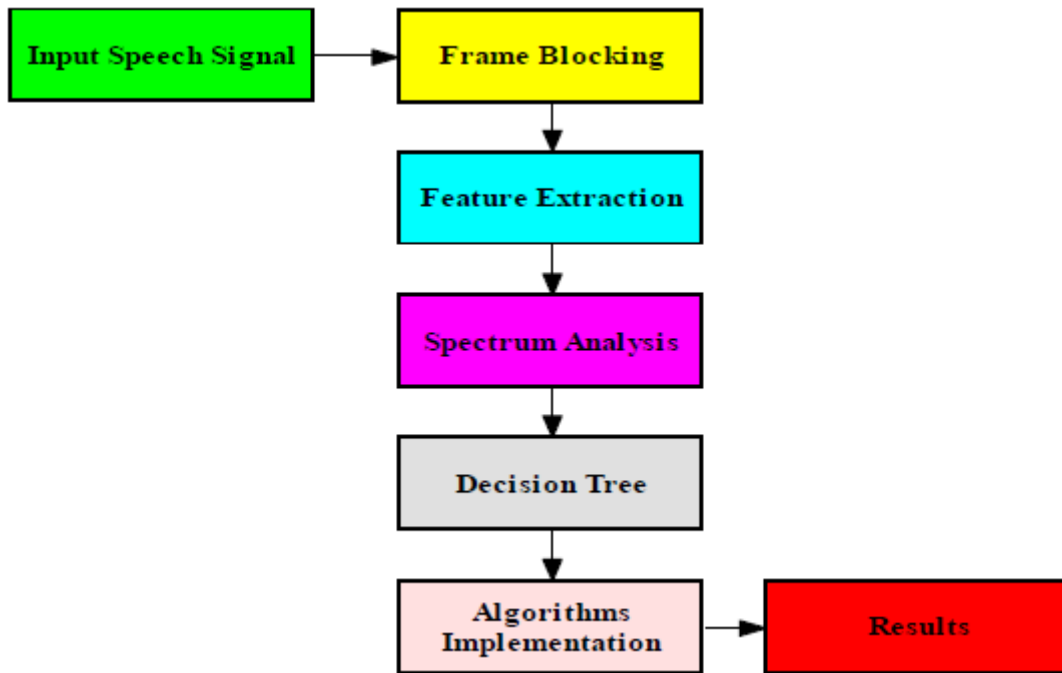 Input Speech Signal
Frame Blocking
Feature Extraction
Spectrum Analysis
Decision Tree
Algorithms
Implementation
Results